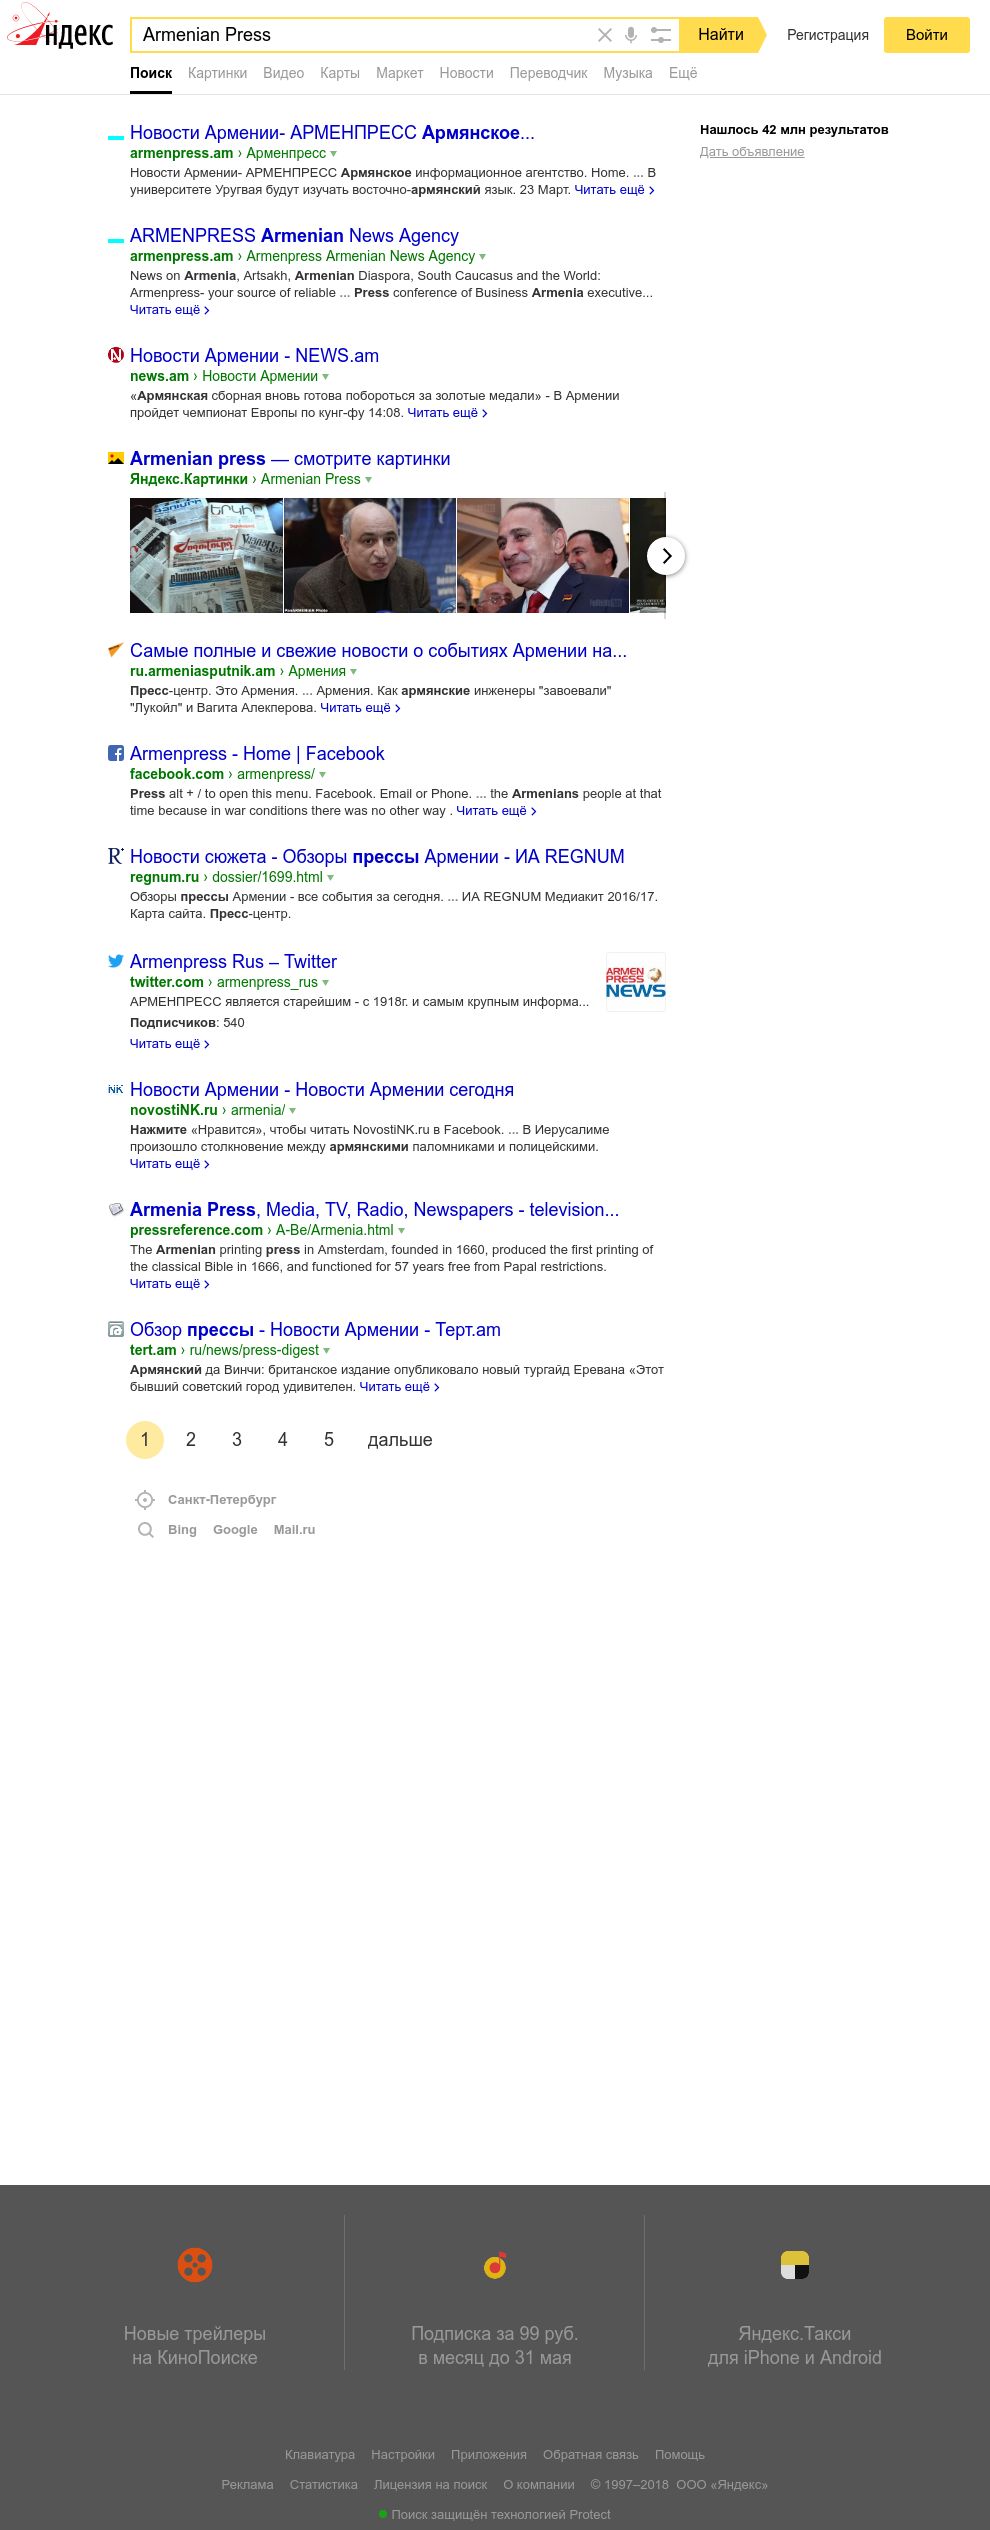 Яндекс
Armenian Press
Найти
Регистрация
Войти
Поиск Картинки Видео Карты Маркет Новости Переводчик Музыка Ещё
Нашлось 42 млн результатов
Дать объявление
Новости Армении- АРМЕНПРЕСС Армянское...
armenpress.am › Арменпресс
Новости Армении- АРМЕНПРЕСС Армянское информационное агентство. Home. ... В
университете Уругвая будут изучать восточно-армянский язык. 23 Март. Читать ещё
ARMENPRESS Armenian News Agency
armenpress.am › Armenpress Armenian News Agency
News on Armenia, Artsakh, Armenian Diaspora, South Caucasus and the World:
Armenpress- your source of reliable ... Press conference of Business Armenia executive...
Читать ещё
Новости Армении - NEWS.am
news.am › Новости Армении
«Армянская сборная вновь готова побороться за золотые медали» - В Армении
пройдет чемпионат Европы по кунг-фу 14:08. Читать ещё
Armenian press — смотрите картинки
Яндекс.Картинки › Armenian Press
Самые полные и свежие новости о событиях Армении на...
ru.armeniasputnik.am › Армения
Пресс-центр. Это Армения. ... Армения. Как армянские инженеры "завоевали"
"Лукойл" и Вагита Алекперова. Читать ещё
Armenpress - Home | Facebook
facebook.com › armenpress/
Press alt + / to open this menu. Facebook. Email or Phone. ... the Armenians people at that
time because in war conditions there was no other way . Читать ещё
Новости сюжета - Обзоры прессы Армении - ИА REGNUM
regnum.ru › dossier/1699.html
Обзоры прессы Армении - все события за сегодня. ... ИА REGNUM Медиакит 2016/17.
Карта сайта. Пресс-центр.
Armenpress Rus – Twitter
twitter.com › armenpress_rus
АРМЕНПРЕСС является старейшим - с 1918г. и самым крупным информа...
Подписчиков: 540
Читать ещё
ARMEN
PRESS
NEWS
Новости Армении - Новости Армении сегодня
novostiNK.ru › armenia/
Нажмите «Нравится», чтобы читать NovostiNK.ru в Facebook. ... В Иерусалиме
произошло столкновение между армянскими паломниками и полицейскими.
Читать ещё
Armenia Press, Media, TV, Radio, Newspapers - television...
pressreference.com › A-Be/Armenia.html
The Armenian printing press in Amsterdam, founded in 1660, produced the first printing of
the classical Bible in 1666, and functioned for 57 years free from Papal restrictions.
Читать ещё
Обзор прессы - Новости Армении - Терт.am
tert.am › ru/news/press-digest
Армянский да Винчи: британское издание опубликовало новый тургайд Еревана «Этот
бывший советский город удивителен. Читать ещё
1 2 3 4 5 дальше
Санкт-Петербург
Bing Google Mail.ru
Новые трейлеры
на КиноПоиске
Подписка за 99 руб.
в месяц до 31 мая
Яндекс.Такси
для iPhone и Android
Клавиатура Настройки Приложения Обратная связь Помощь
Реклама Статистика Лицензия на поиск О компании © 1997–2018 ООО «Яндекс»
Поиск защищён технологией Protect